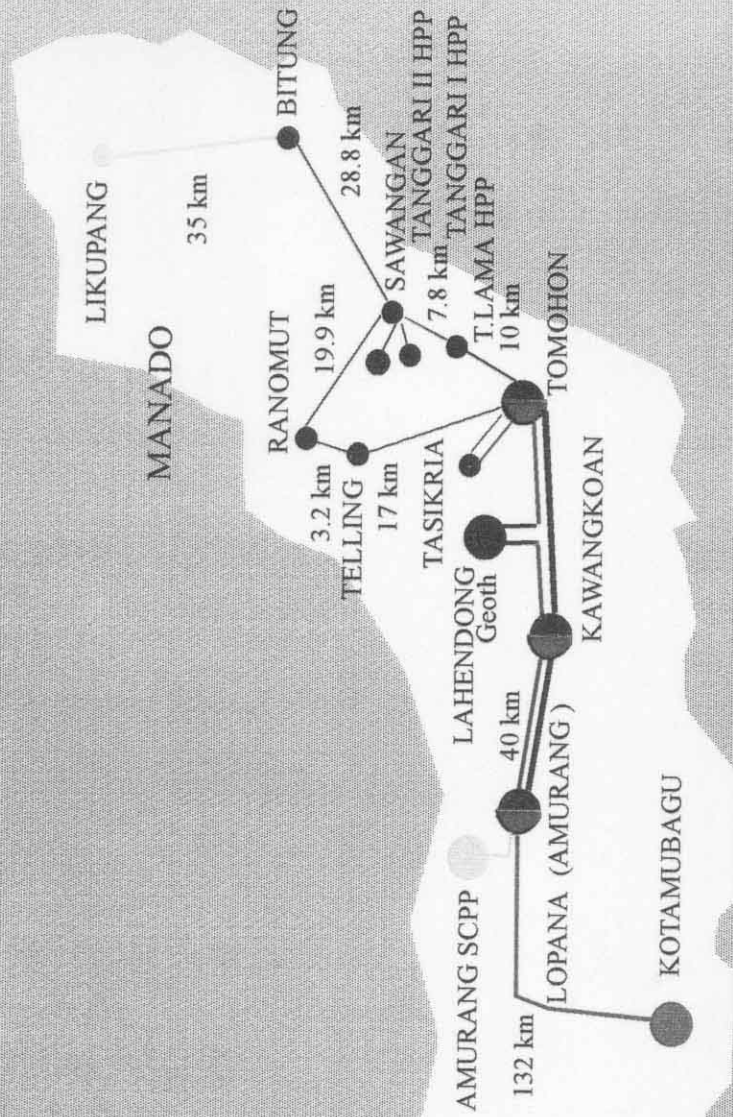 LIKUPANG
35 km
BITUNG
MANADO
28.8 km
RANOMUT
19.9 km
SAWANGAN
TANGGARI II HPP
7.8 km
TANGGARI I HPP
3.2 km
TELLING
17 km
T.LAMA HPP
10 km
TASIKRIA
TOMOHON
LAHENDONG
Geoth
KAWANGKOAN
40 km
AMURANG SCPP
LOPANA (AMURANG )
132 km
KOTAMUBAGU